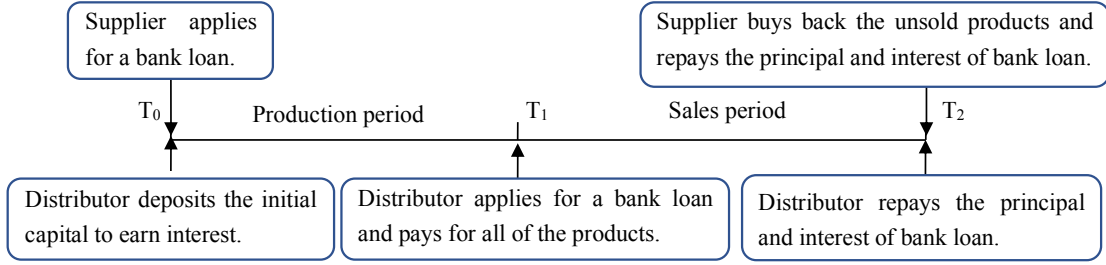 Supplier applies
for a bank loan.
Supplier buys back the unsold products and
repays the principal and interest of bank loan.
T0 Production period T1 Sales period T2
Distributor deposits the initial
capital to earn interest.
Distributor applies for a bank loan
and pays for all of the products.
Distributor repays the principal
and interest of bank loan.